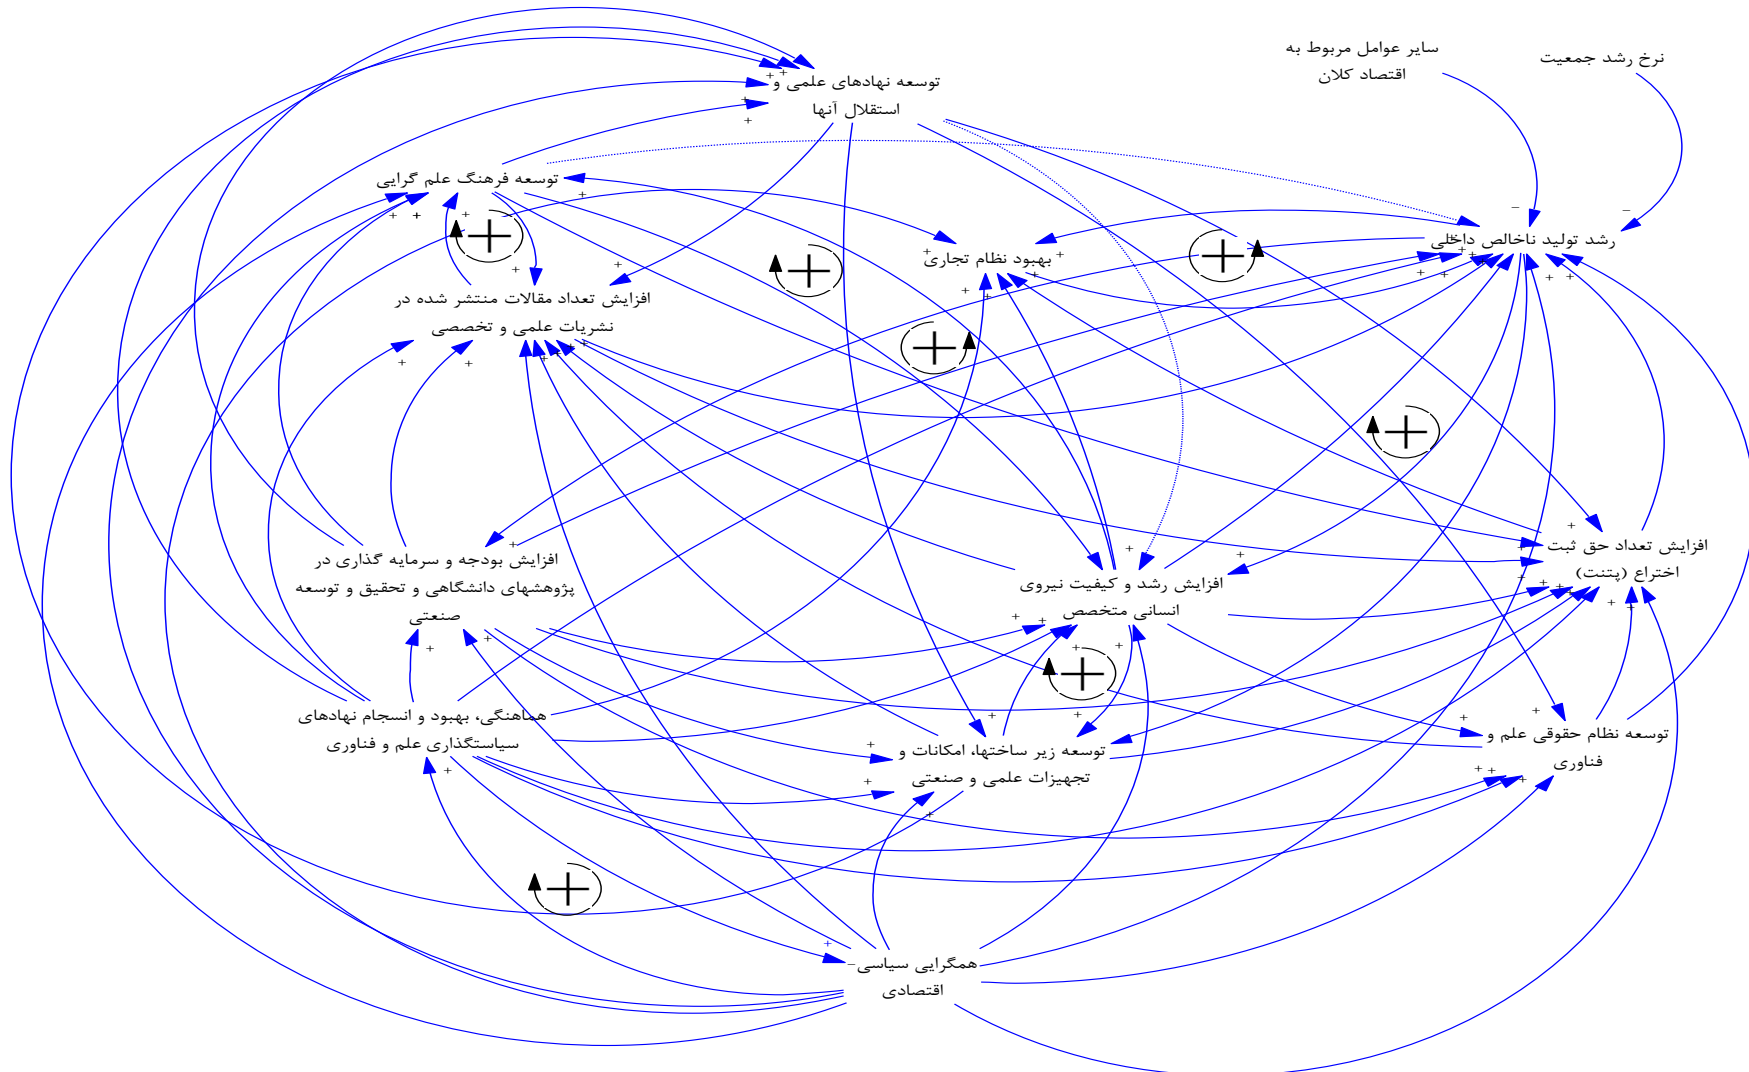 سایر عوامل مربوط به
اقتصاد کلان
نرخ رشد جمعیت
توسعه نهادهای علمی و
استقلال آنها
توسعه فرهنگ علم گرایی
رشد تولید ناخالص داخلی
بهبود نظام تجاری
افزایش تعداد مقالات منتشر شده در
نشریات علمی و تخصصی
افزایش تعداد حق ثبت
اختراع (پتنت)
افزایش بودجه و سرمایه گذاری در
پژوهشهای دانشگاهی و تحقیق و توسعه
صنعتی
افزایش رشد و کیفیت نیروی
انسانی متخصص
هماهنگی، بهبود و انسجام نهادهای
سیاستگذاری علم و فناوری
توسعه زیر ساختها، امکانات و
تجهیزات علمی و صنعتی
توسعه نظام حقوقی علم و
فناوری
همگرایی سیاسی-
اقتصادی